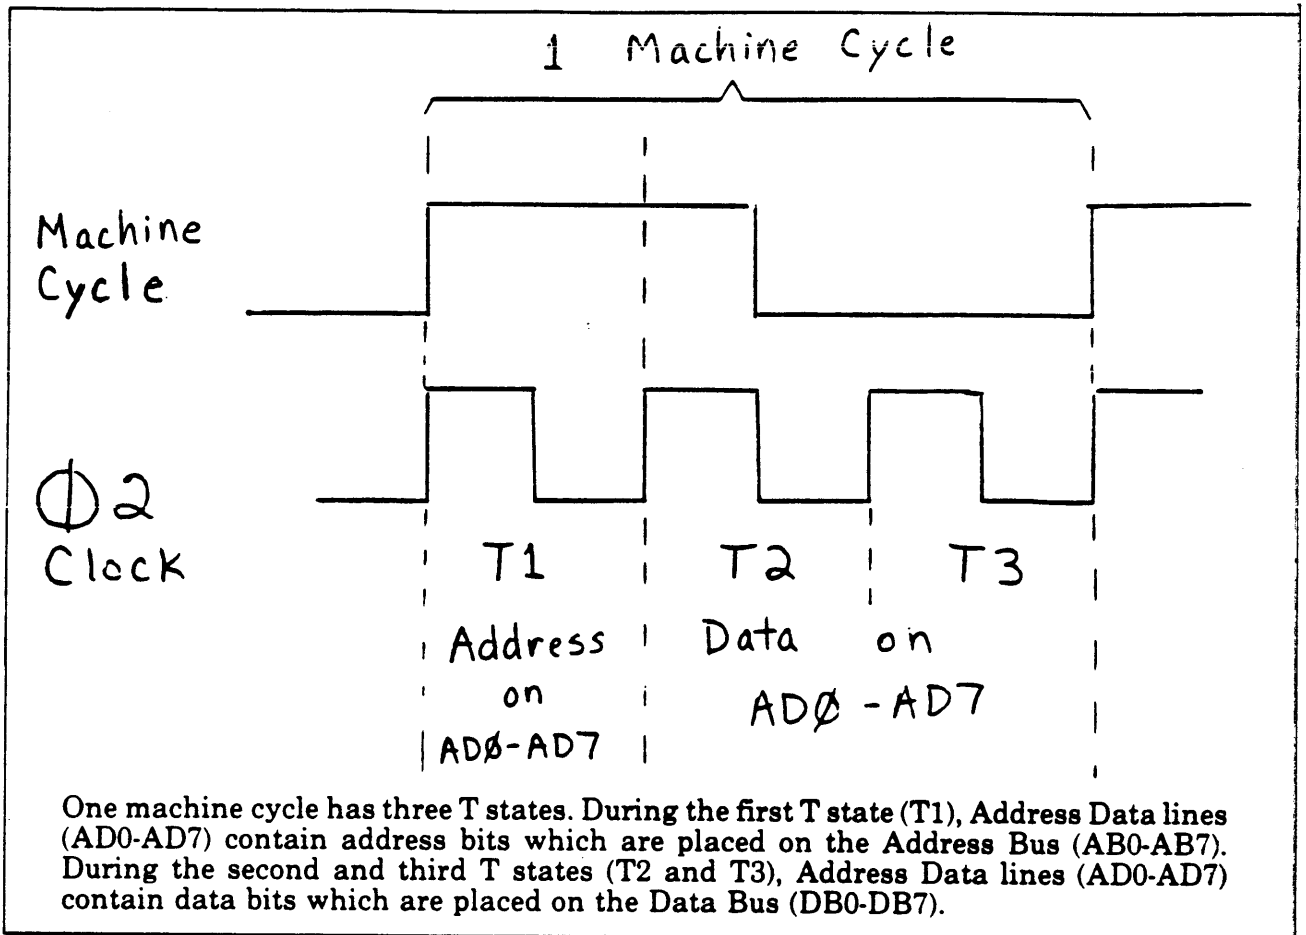 1 Machine Cycle
Machine
Cycle
Φ2
Clock
T1
T2
T3
Address
on
ADØ-AD7
Data on
ADØ-AD7
One machine cycle has three T states. During the first T state (T1), Address Data lines
(AD0-AD7) contain address bits which are placed on the Address Bus (AB0-AB7).
During the second and third T states (T2 and T3), Address Data lines (AD0-AD7)
contain data bits which are placed on the Data Bus (DB0-DB7).